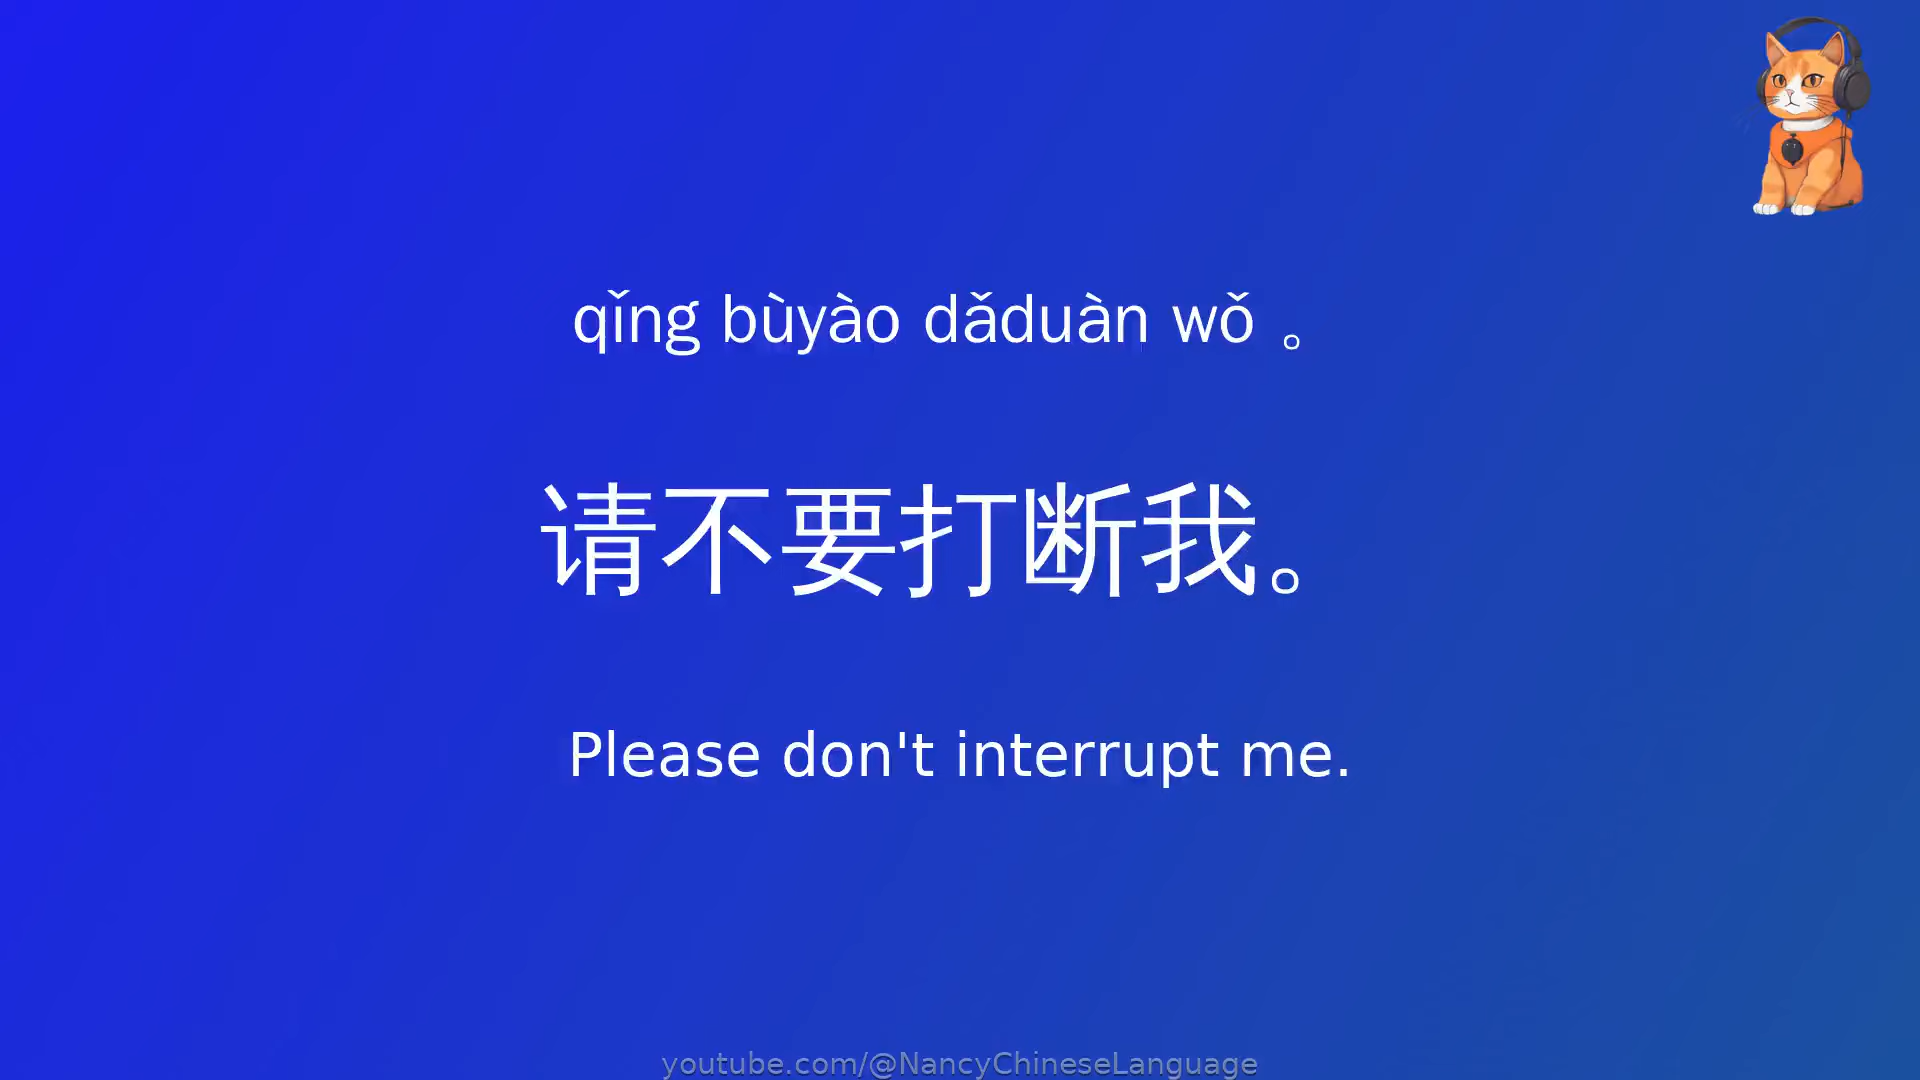 qǐng bùyào dǎduàn wǒ 。
请不要打断我。
Please don't interrupt me.
youtube.com/@NancyChineseLanguage